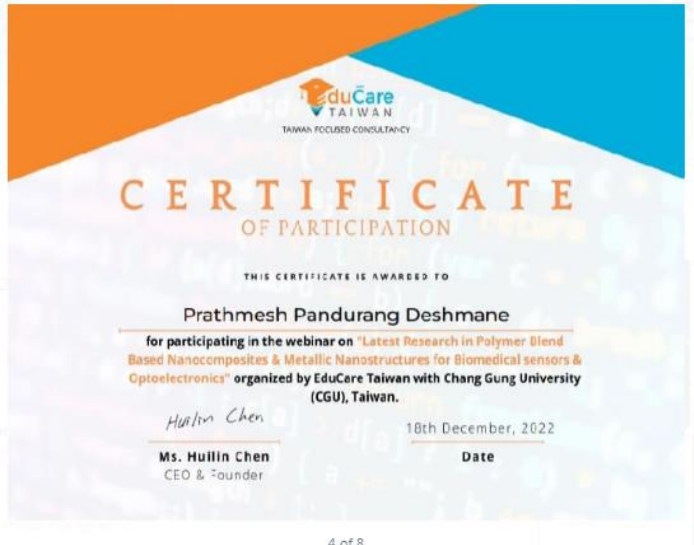 EduCare
TAIWAN
TAIWAN FOCUSED CONSULTANCY
CERTIFICATE
OF PARTICIPATION
THIS CERTIFICATE IS AWARDED TO
Prathmesh Pandurang Deshmane
for participating in the webinar on "Latest Research in Polymer Blend
Based Nanocomposites & Metallic Nanostructures for Biomedical sensors &
Optoelectronics" organized by EduCare Taiwan with Chang Gung University
(CGU), Taiwan.
Huilin Chen
18th December, 2022
Ms. Huilin Chen
Date
CEO & Founder
4 of 8